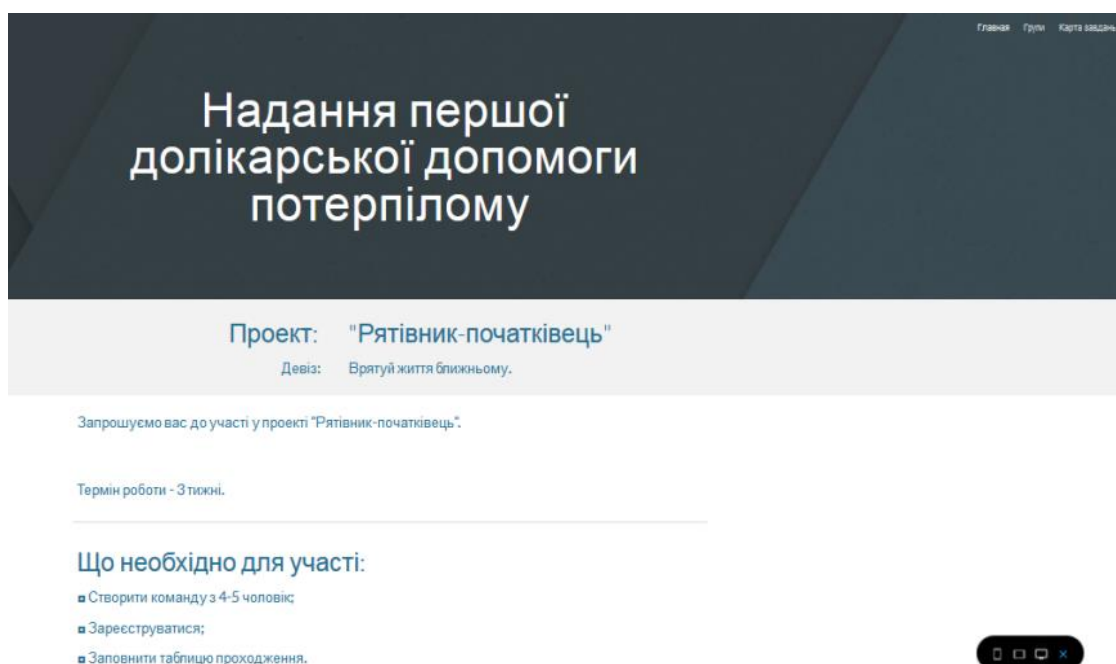 Главная Групи Карта завдань
Надання першої
долікарської допомоги
потерпілому
Проект: "Рятівник-початківець"
Девіз: Врятуй життя ближньому.
Запрошуємо вас до участі у проекті "Рятівник-початківець".
Термін роботи - 3 тижні.
Що необхідно для участі:
Створити команду з 4-5 чоловік;
Зареєструватися;
Заповнити таблицю проходження.